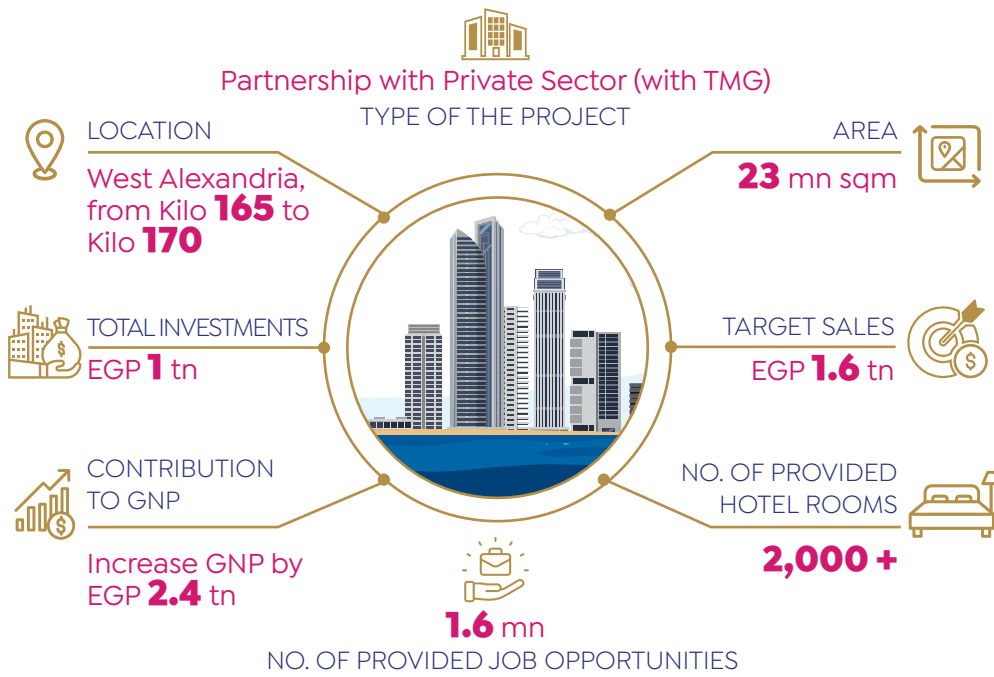 Partnership with Private Sector (with TMG)
TYPE OF THE PROJECT
LOCATION
West Alexandria,
from Kilo 165 to
Kilo 170
AREA
23 mn sqm
TOTAL INVESTMENTS
EGP 1 tn
TARGET SALES
EGP 1.6 tn
CONTRIBUTION
TO GNP
Increase GNP by
EGP 2.4 tn
NO. OF PROVIDED
HOTEL ROOMS
2,000 +
1.6 mn
NO. OF PROVIDED JOB OPPORTUNITIES